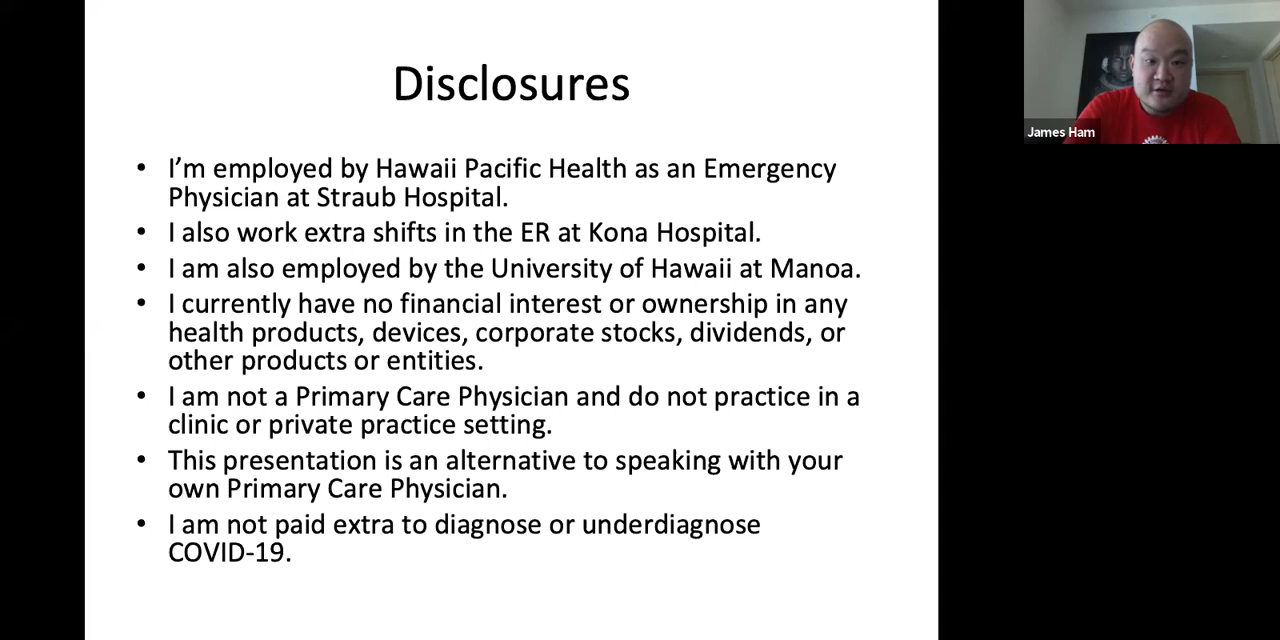 Disclosures
• I’m employed by Hawaii Pacific Health as an Emergency
Physician at Straub Hospital.
• I also work extra shifts in the ER at Kona Hospital.
• I am also employed by the University of Hawaii at Manoa.
• I currently have no financial interest or ownership in any
health products, devices, corporate stocks, dividends, or
other products or entities.
• I am not a Primary Care Physician and do not practice in a
clinic or private practice setting.
• This presentation is an alternative to speaking with your
own Primary Care Physician.
• I am not paid extra to diagnose or underdiagnose
COVID-19.
James Ham